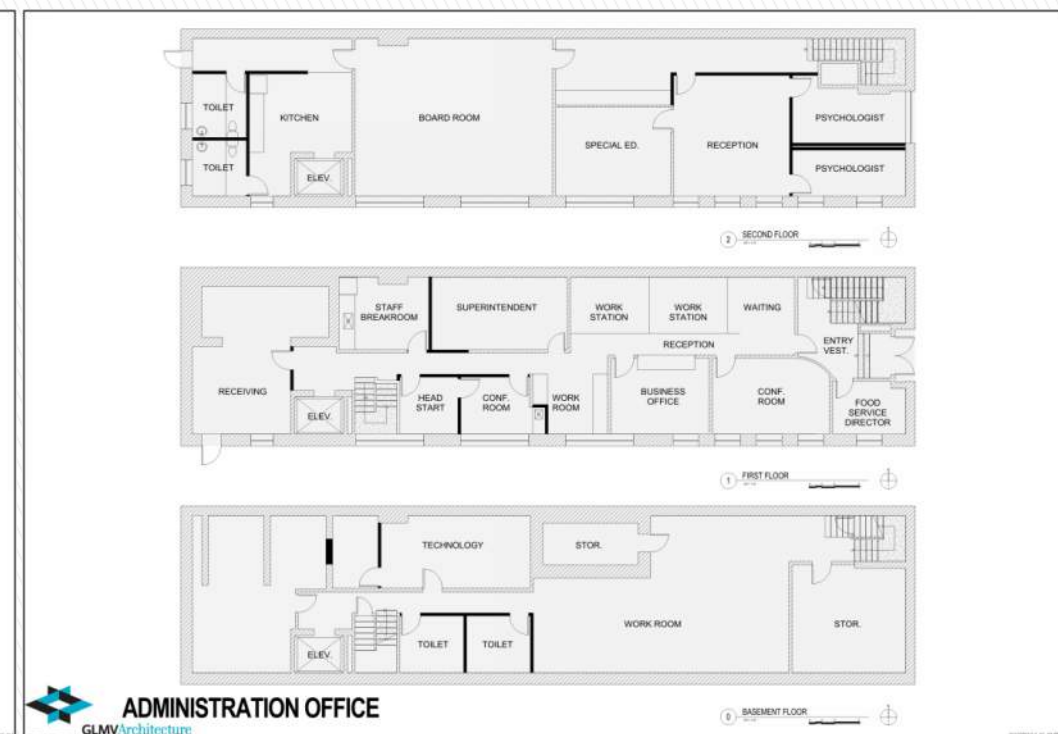 TOILET
KITCHEN
BOARD ROOM
SPECIAL ED.
RECEPTION
PSYCHOLOGIST
TOILET
ELEV.
PSYCHOLOGIST
2 SECOND FLOOR
STAFF
BREAKROOM
SUPERINTENDENT
WORK
STATION
WORK
STATION
WAITING
RECEPTION
ENTRY
VEST.
RECEIVING
ELEV.
HEAD
START
CONF.
ROOM
WORK
ROOM
BUSINESS
OFFICE
CONF.
ROOM
FOOD
SERVICE
DIRECTOR
1 FIRST FLOOR
TECHNOLOGY
STOR.
ELEV.
TOILET
TOILET
WORK ROOM
STOR.
0 BASEMENT FLOOR
ADMINISTRATION OFFICE
GLMVArchitecture